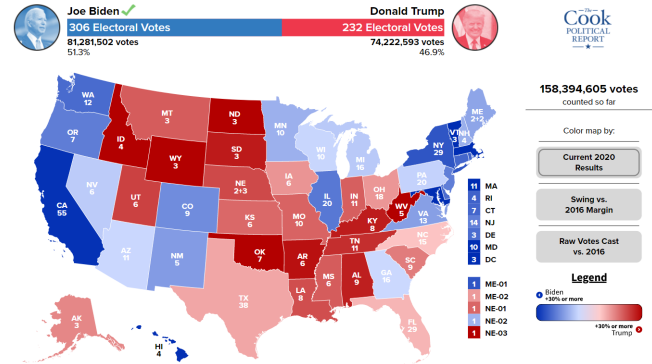 Joe Biden
Donald Trump
306 Electoral Votes
232 Electoral Votes
81,281,502 votes
74,222,593 votes
51.3%
46.9%
The
Cook
POLITICAL
REPORT
158,394,605 votes
counted so far
Color map by:
Current 2020
Results
Swing vs.
2016 Margin
Raw Votes Cast
vs. 2016
Legend
Biden
+30% or more
+30% or more
Trump
WA
12
OR
7
CA
55
NV
6
ID
4
MT
3
WY
3
UT
6
AZ
11
CO
9
NM
5
ND
3
SD
3
NE
2+3
KS
6
OK
7
TX
38
MN
10
IA
6
MO
10
AR
6
LA
8
WI
10
IL
20
MS
6
MI
16
IN
11
KY
8
TN
11
AL
9
OH
18
WV
5
GA
16
FL
29
SC
9
NC
15
VA
13
PA
20
NY
29
VT
3
NH
4
ME
2+2
AK
3
HI
4
11 MA
4 RI
7 CT
14 NJ
3 DE
10 MD
3 DC
1 ME-01
1 ME-02
1 NE-01
1 NE-02
1 NE-03